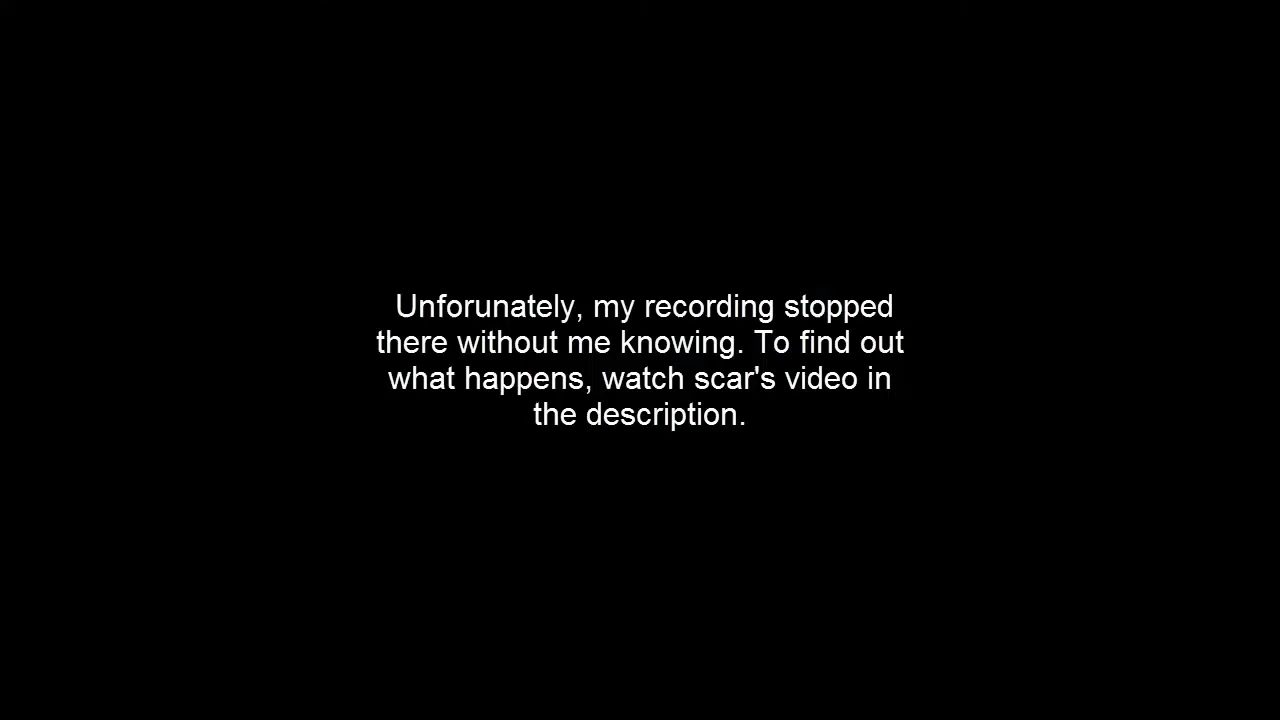 Unforunately, my recording stopped
there without me knowing. To find out
what happens, watch scar's video in
the description.